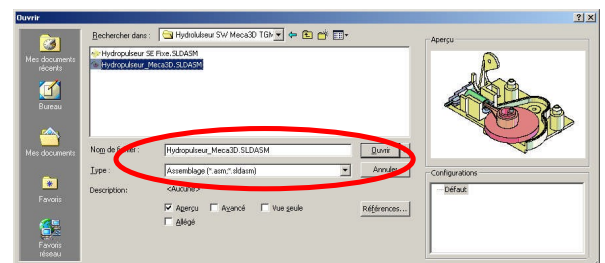 Ouvrir
Rechercher dans :
Hydrolulseur SW Meca3D TGM
Aperçu
Mes documents
récents
Bureau
Mes documents
Favoris
Favoris
réseau
Hydropulseur SE Fixe.SLDASM
Hydropulseur_Meca3D.SLDASM
Nom de fichier :
Hydropulseur_Meca3D.SLDASM
Ouvrir
Type :
Assemblage (*.asm;*.sldasm)
Annuler
Description:
<Aucune>
Aperçu
Avancé
Vue seule
Références...
Allégé
Configurations
Défaut